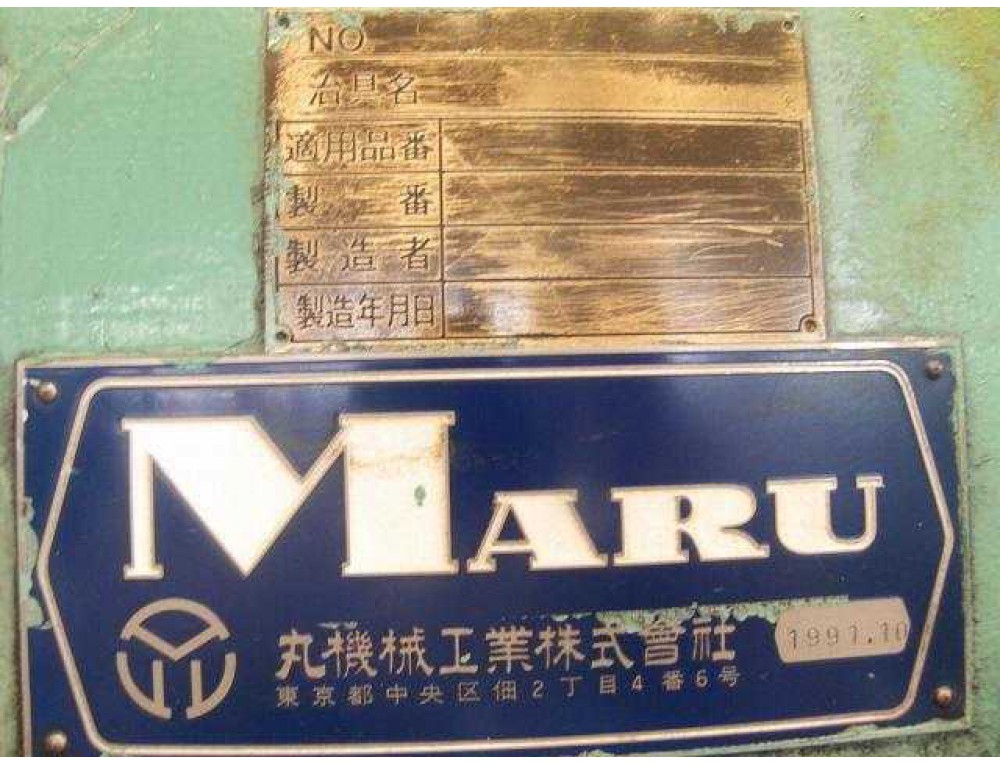 NO
冶具名
適用品番
製 番
製造者
製造年月日
MARU
丸機械工業株式會社
1991.10
東京都中央区佃2丁目4番6号